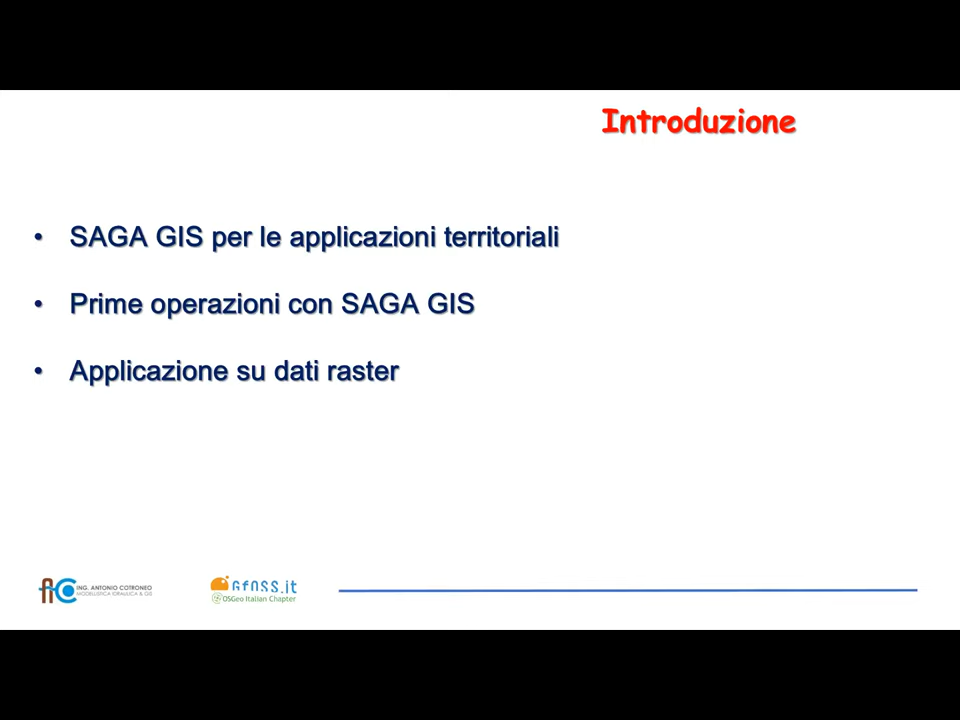 Introduzione
• SAGA GIS per le applicazioni territoriali
• Prime operazioni con SAGA GIS
• Applicazione su dati raster
ING. ANTONIO COTRONEO
MODELLISTICA IDRAULICA & GIS
GFOSS.it
OSGeo Italian Chapter